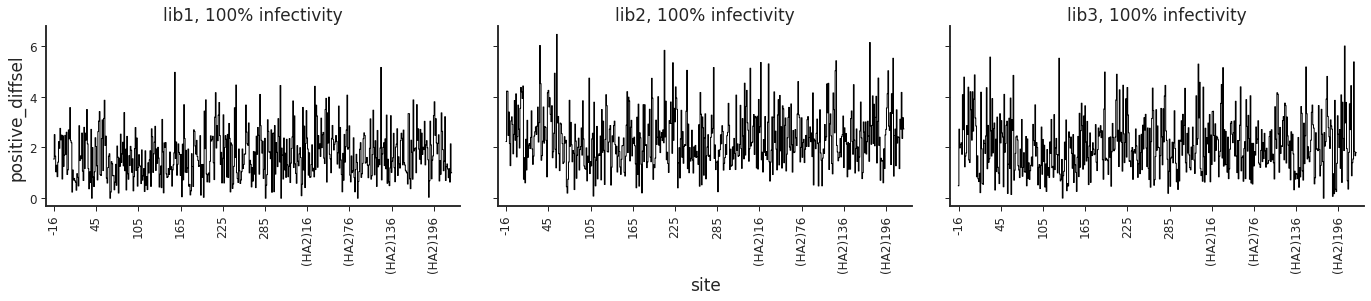 lib1, 100% infectivity
lib2, 100% infectivity
lib3, 100% infectivity
positive_diffsel
6
4
2
0
-16 45 105 165 225 285 (HA2)16 (HA2)76 (HA2)136 (HA2)196
-16 45 105 165 225 285 (HA2)16 (HA2)76 (HA2)136 (HA2)196
-16 45 105 165 225 285 (HA2)16 (HA2)76 (HA2)136 (HA2)196
site